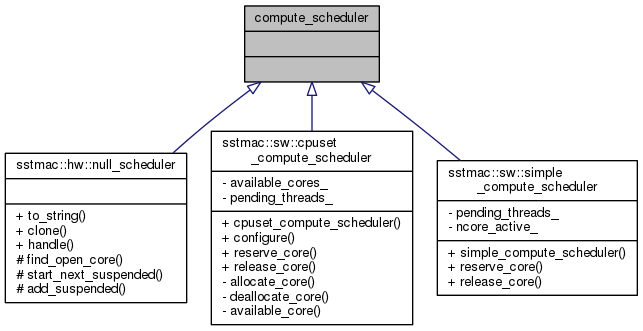 compute_scheduler
sstmac::hw::null_scheduler
+ to_string()
+ clone()
+ handle()
# find_open_core()
# start_next_suspended()
# add_suspended()
sstmac::sw::cpuset
_compute_scheduler
- available_cores_
- pending_threads_
+ cpuset_compute_scheduler()
+ configure()
+ reserve_core()
+ release_core()
- allocate_core()
- deallocate_core()
- available_core()
sstmac::sw::simple
_compute_scheduler
- pending_threads_
- ncore_active_
+ simple_compute_scheduler()
+ reserve_core()
+ release_core()